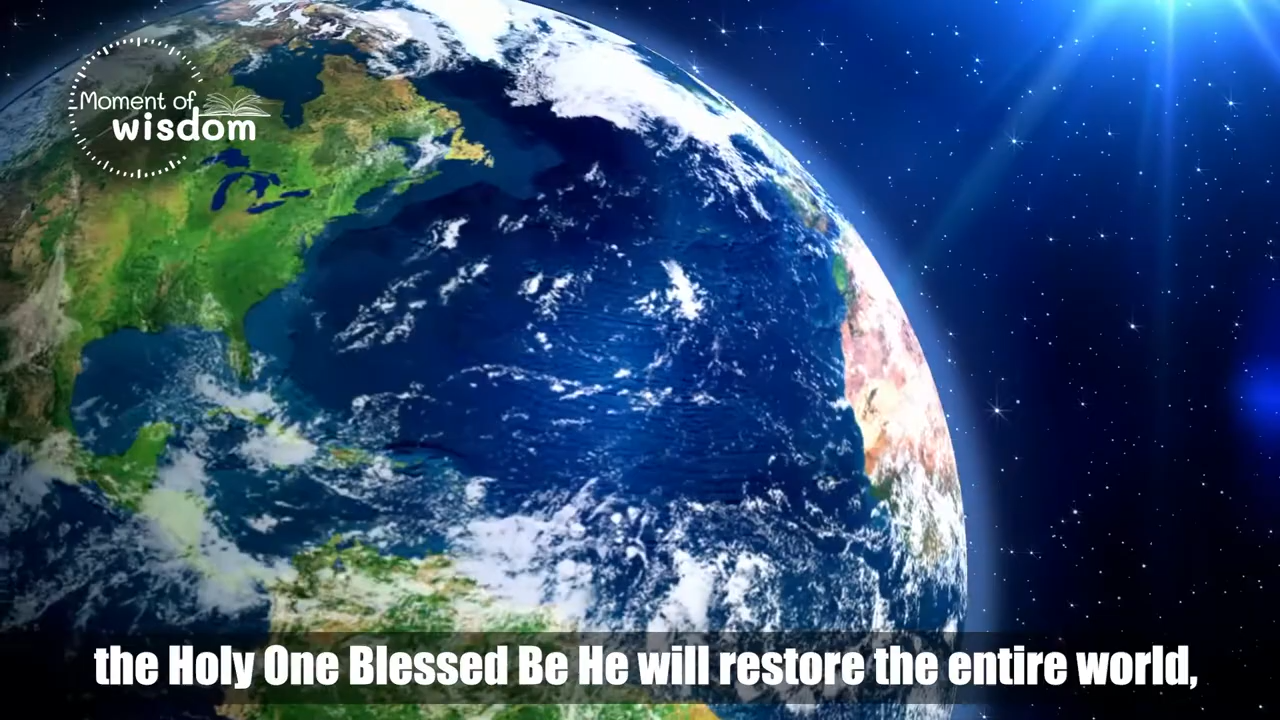 Moment of
wisdom
the Holy One Blessed Be He will restore the entire world,